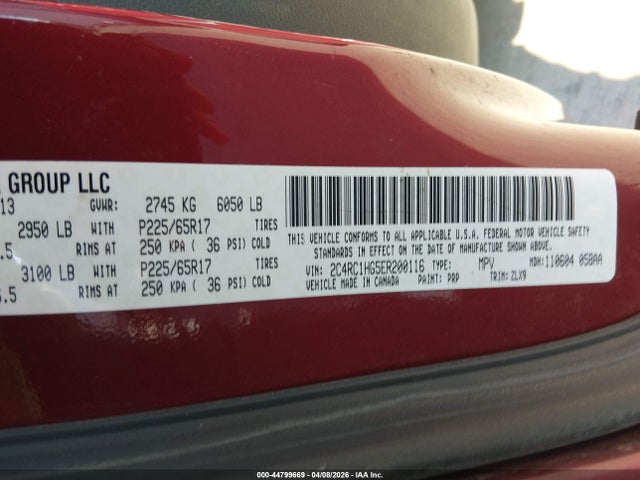 GROUP LLC
13 GVWR: 2745 KG 6050 LB
2950 LB WITH P225/65R17 TIRES
.5 RIMS AT 250 KPA ( 36 PSI) COLD
3100 LB WITH P225/65R17 TIRES
.5 RIMS AT 250 KPA ( 36 PSI) COLD
THIS VEHICLE CONFORMS TO ALL APPLICABLE U.S.A. FEDERAL MOTOR VEHICLE SAFETY
STANDARDS IN EFFECT ON THE DATE OF MANUFACTURE SHOWN ABOVE.
VIN: 2C4RC1HG5ER200116 TYPE: MPV MDH: 110604 05BAA
VEHICLE MADE IN CANADA PAINT: PRP TRIM: ZLX9
000-44799669 | 04/08/2026 | IAA Inc.